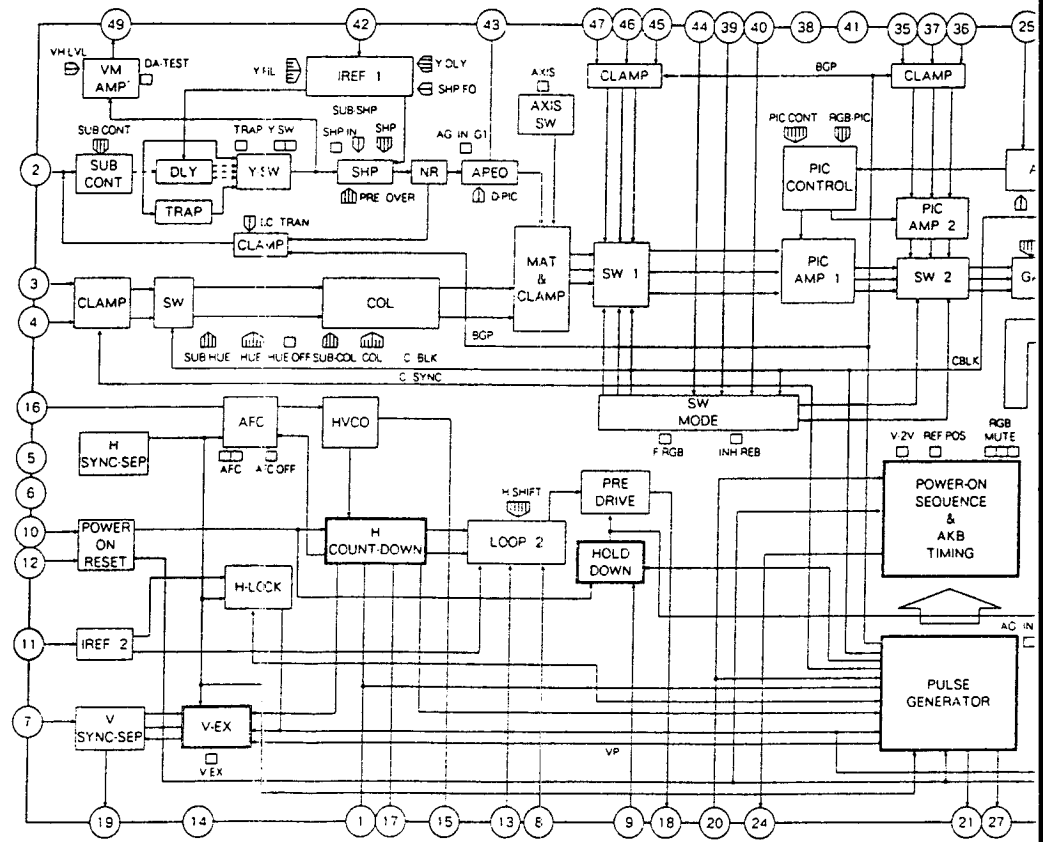 49 42 43 47 46 45 44 39 40 38 41 35 37 36 25
VH LVL
VM
AMP
DA-TEST
Y FIL
IREF 1
Y DLY
SHP FO
SUB-SHP
AXIS
AXIS
SW
CLAMP
BGP
CLAMP
SUB CONT
TRAP Y SW
SHP IN
SHP
AG IN G1
PIC CONT
RGB-PIC
2
SUB
CONT
DLY
Y SW
SHP
NR
APED
PIC
CONTROL
A
TRAP
PRE OVER
D-PIC
PIC
AMP 2
CLAMP
MAT
&
CLAMP
SW 1
PIC
AMP 1
SW 2
3
4
CLAMP
SW
COL
SUB HUE
HUE
HUE OFF
SUB-COL
COL
C BLK
BGP
CBLK
C SYNC
16
AFC
HVCO
SW
MODE
5
H
SYNC-SEP
AFC
AFC OFF
F RGB
V-2V
REF POS
RGB
MUTE
6
H SHIFT
PRE
DRIVE
POWER-ON
SEQUENCE
&
AKB
TIMING
10
12
POWER
ON
RESET
H
COUNT-DOWN
LOOP 2
HOLD
DOWN
H-LOCK
11
IREF 2
PULSE
GENERATOR
7
V
SYNC-SEP
V-EX
VP
V EX
19 14 1 17 15 13 8 9 18 20 24 21 27